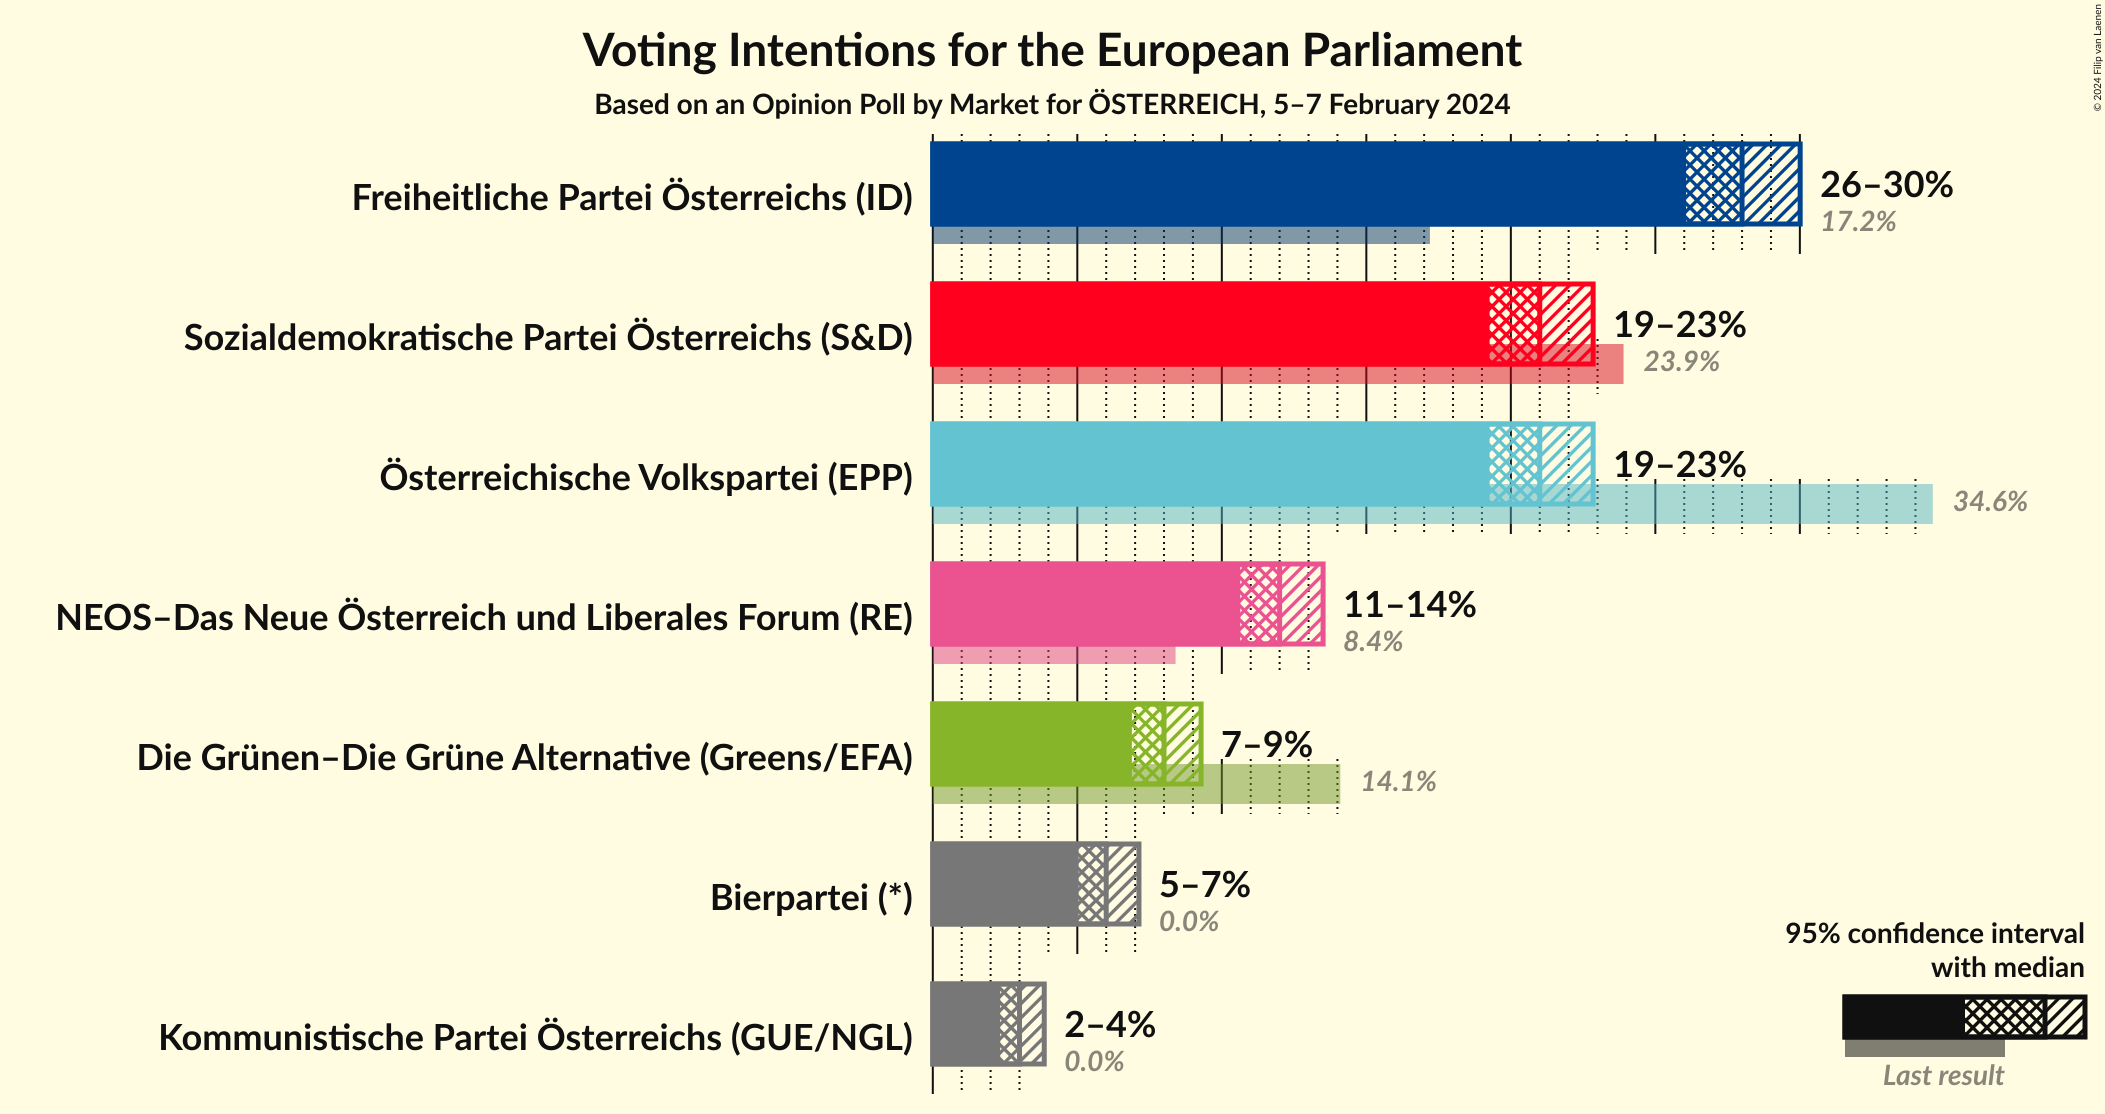 Voting Intentions for the European Parliament
Based on an Opinion Poll by Market for ÖSTERREICH, 5–7 February 2024
© 2024 Filip van Laenen
Freiheitliche Partei Österreichs (ID)
26–30%
17.2%
Sozialdemokratische Partei Österreichs (S&D)
19–23%
23.9%
Österreichische Volkspartei (EPP)
19–23%
34.6%
NEOS–Das Neue Österreich und Liberales Forum (RE)
11–14%
8.4%
Die Grünen–Die Grüne Alternative (Greens/EFA)
7–9%
14.1%
Bierpartei (*)
5–7%
0.0%
Kommunistische Partei Österreichs (GUE/NGL)
2–4%
0.0%
95% confidence interval
with median
Last result